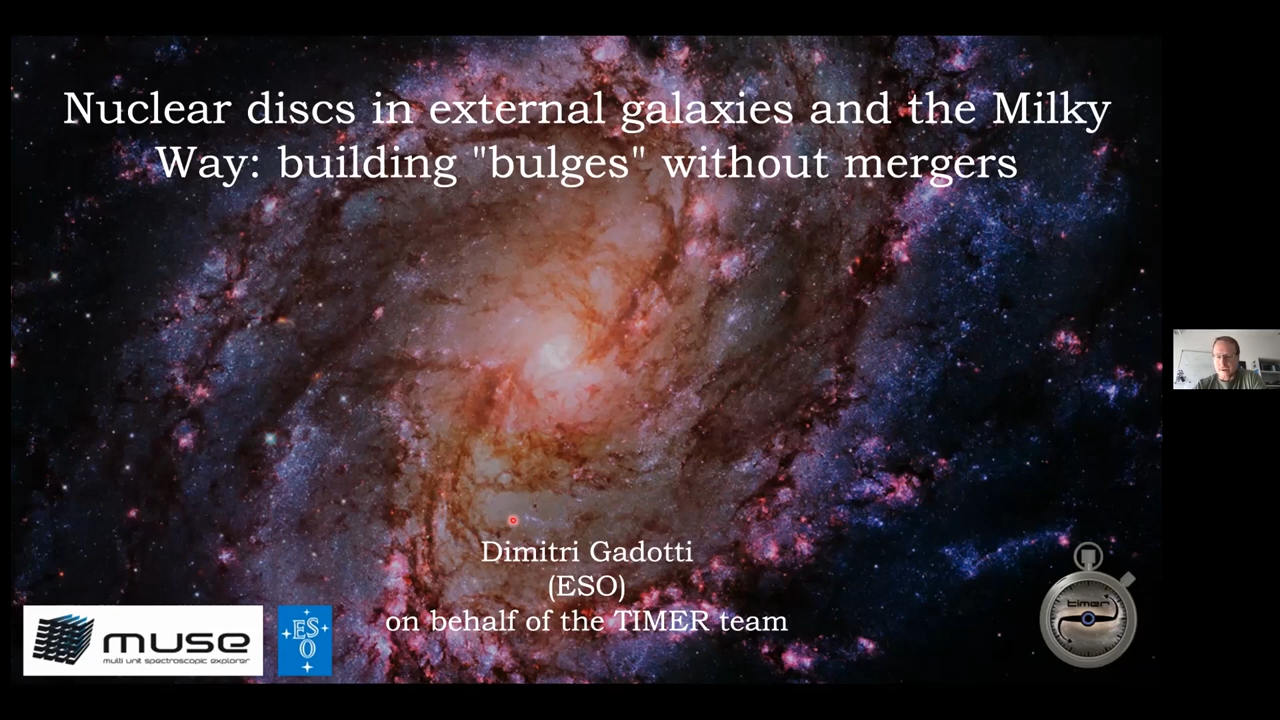 Nuclear discs in external galaxies and the Milky
Way: building "bulges" without mergers
Dimitri Gadotti
(ESO)
on behalf of the TIMER team
muse
multi unit spectroscopic explorer
ES
O
timer